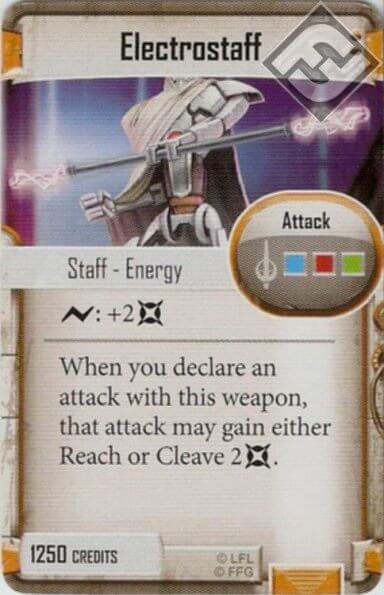 Electrostaff
Attack
Staff - Energy
: +2
When you declare an
attack with this weapon,
that attack may gain either
Reach or Cleave 2 .
1250 CREDITS
© LFL
© FFG